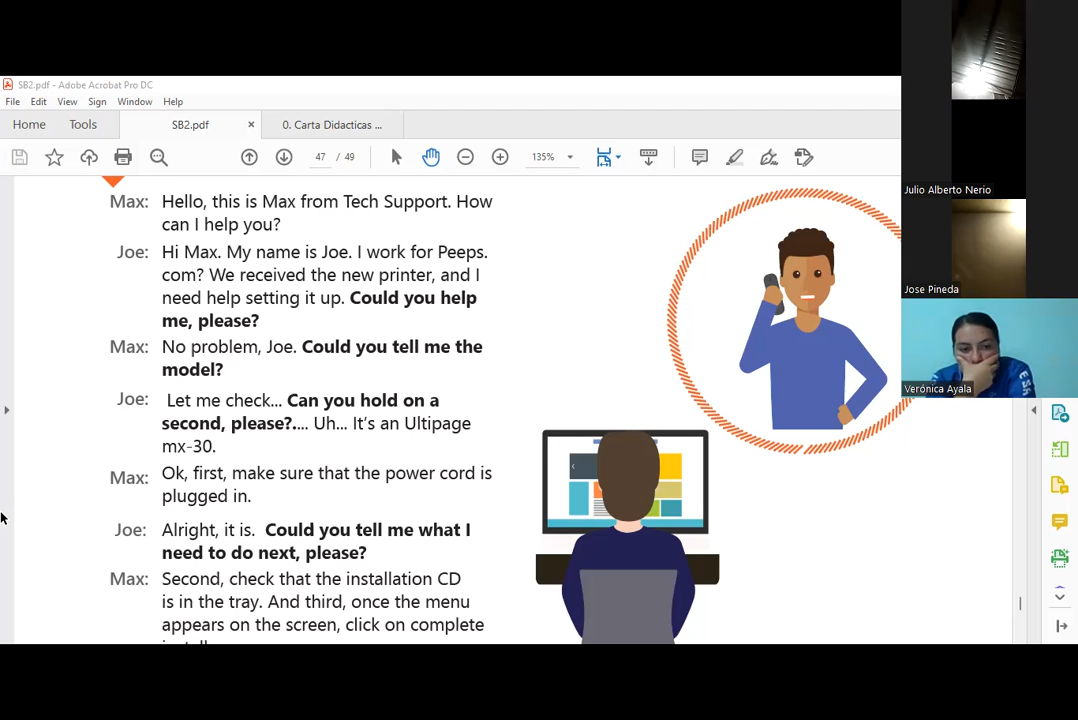 SB2.pdf - Adobe Acrobat Pro DC
File Edit View Sign Window Help
Home Tools SB2.pdf × 0. Carta Didacticas ...
47 / 49 135%
Max: Hello, this is Max from Tech Support. How
can I help you?
Joe: Hi Max. My name is Joe. I work for Peeps.
com? We received the new printer, and I
need help setting it up. Could you help
me, please?
Max: No problem, Joe. Could you tell me the
model?
Joe: Let me check... Can you hold on a
second, please?.... Uh... It's an Ultipage
mx-30.
Max: Ok, first, make sure that the power cord is
plugged in.
Joe: Alright, it is. Could you tell me what I
need to do next, please?
Max: Second, check that the installation CD
is in the tray. And third, once the menu
appears on the screen, click on complete
Julio Alberto Nerio
Jose Pineda
Verónica Ayala